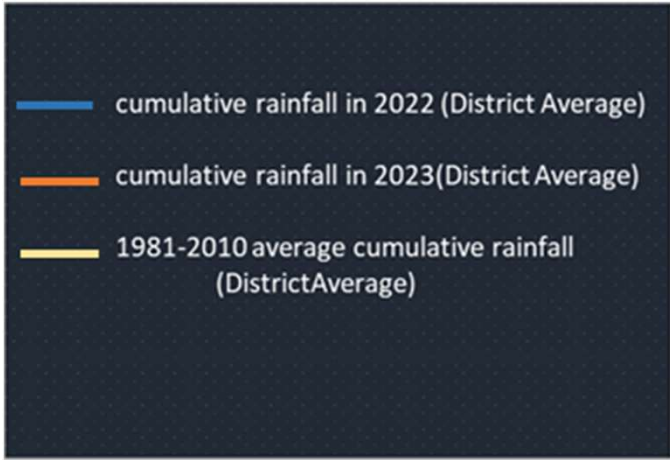 cumulative rainfall in 2022 (District Average)
cumulative rainfall in 2023(District Average)
1981-2010 average cumulative rainfall
(DistrictAverage)